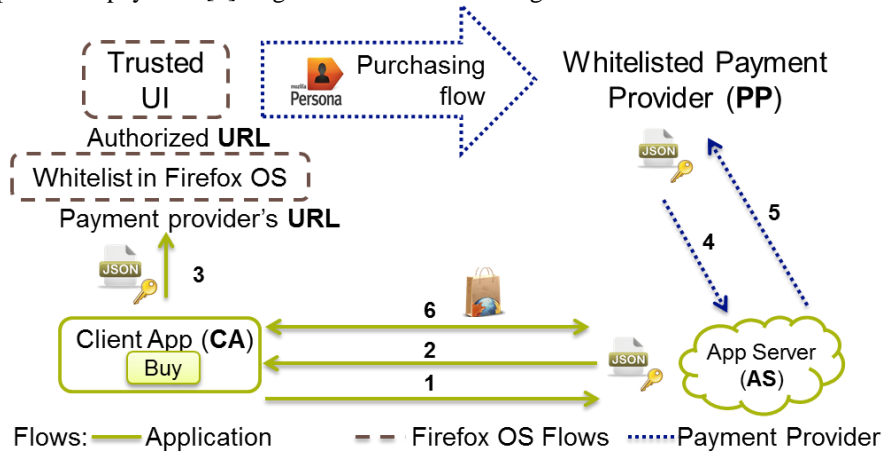 Trusted
UI
mozilla
Persona
Purchasing
flow
Whitelisted Payment
Provider (PP)
Authorized URL
Whitelist in Firefox OS
Payment provider's URL
JSON
3
JSON
4
5
6
Client App (CA)
Buy
2
JSON
App Server
(AS)
1
Flows: Application
Firefox OS Flows
Payment Provider